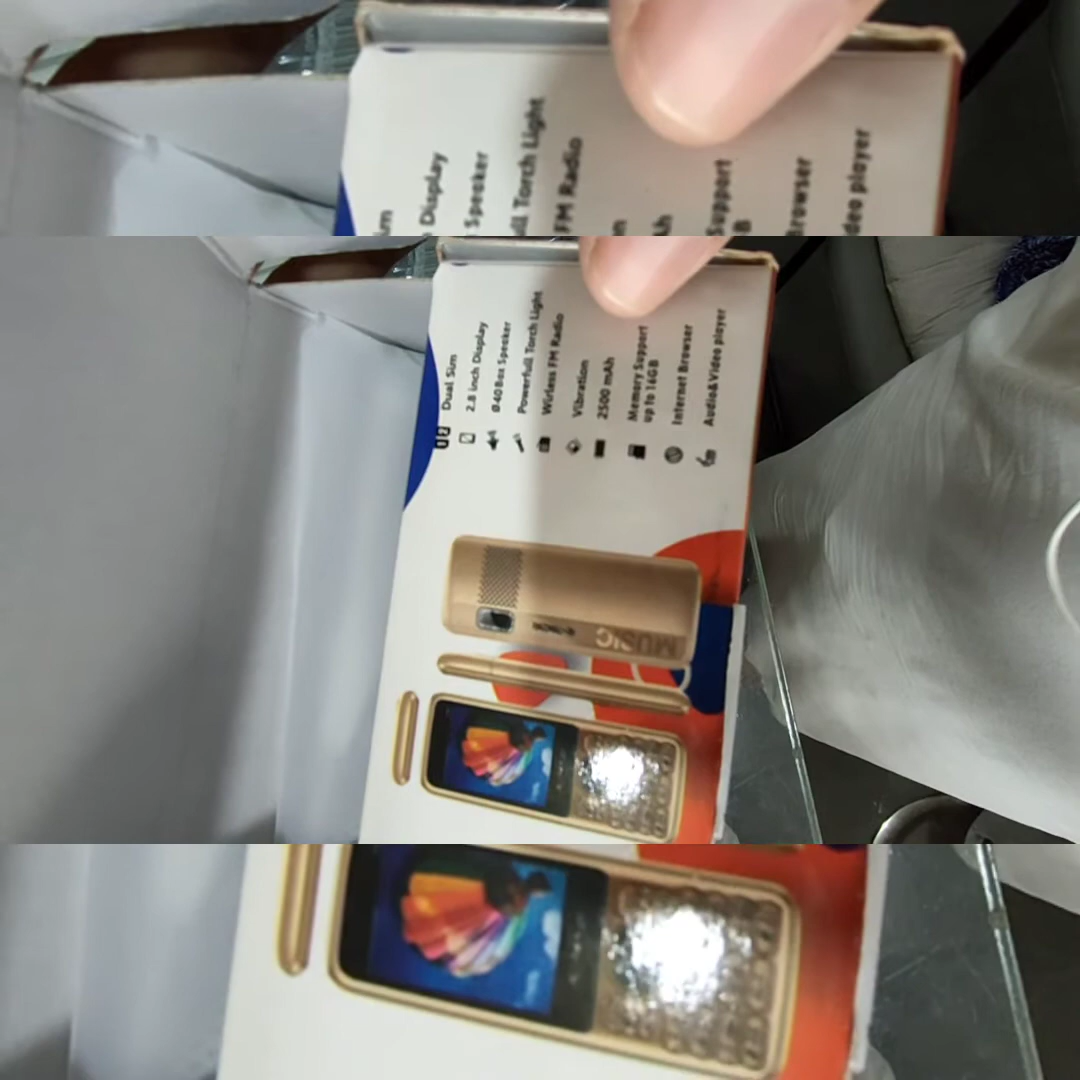 Dual Sim
2.8 inch Display
Ø40 Box Speaker
Powerfull Torch Light
Wirless FM Radio
Vibration
2500 mAh
Memory Support
up to 16GB
Internet Browser
Audio&Video player
MUSIC